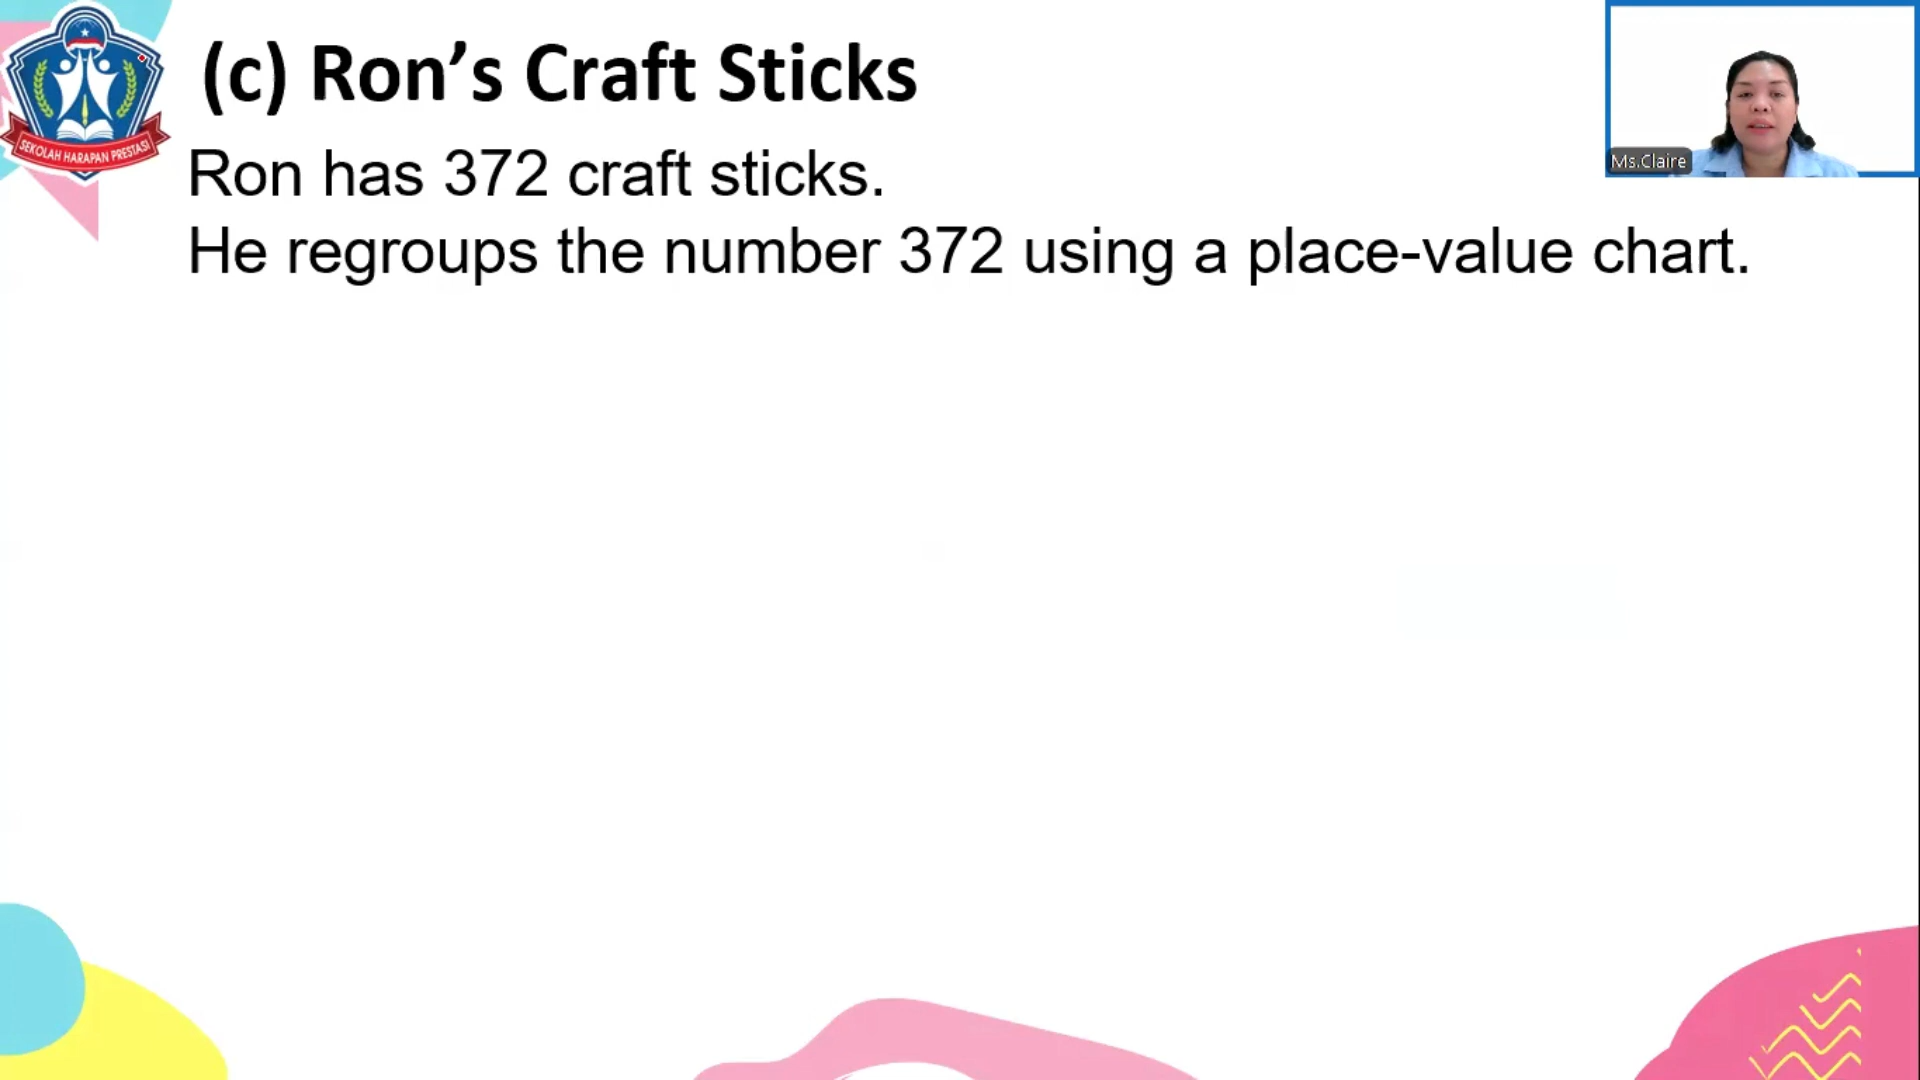 SEKOLAH HARAPAN PRESTASI
(c) Ron’s Craft Sticks
Ron has 372 craft sticks.
He regroups the number 372 using a place-value chart.
Ms.Claire